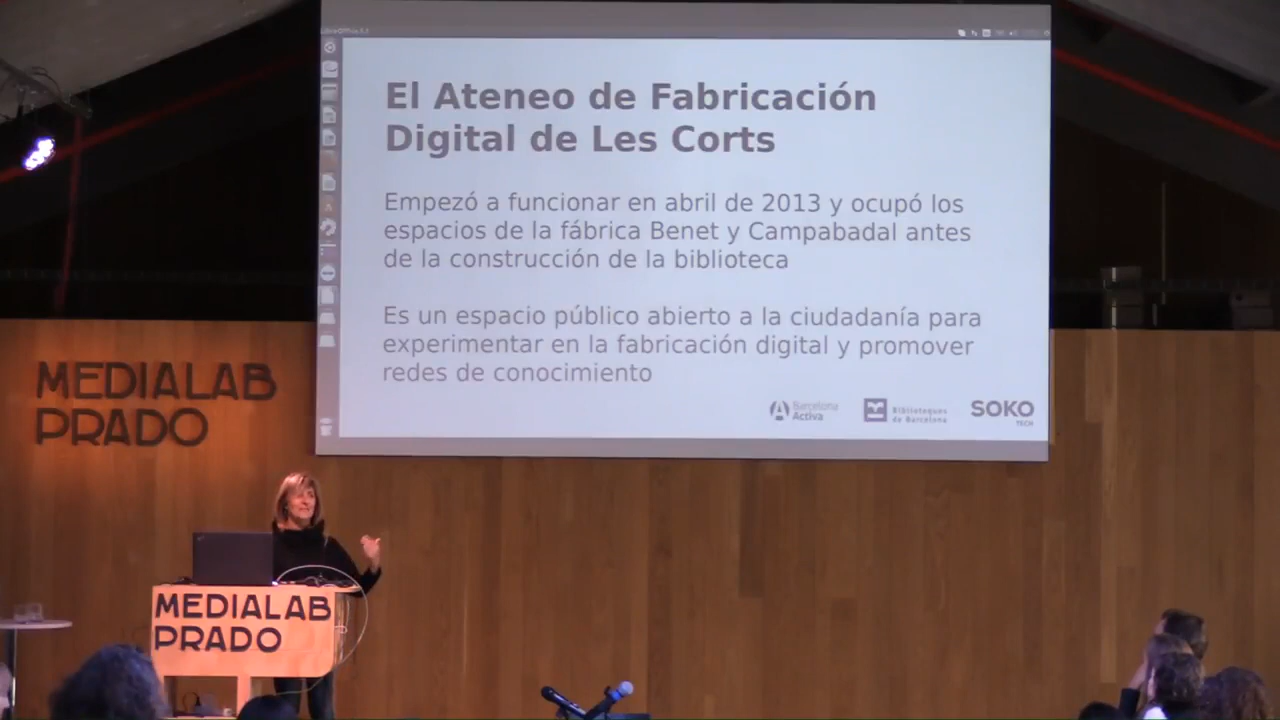 El Ateneo de Fabricación
Digital de Les Corts
Empezó a funcionar en abril de 2013 y ocupó los
espacios de la fábrica Benet y Campabadal antes
de la construcción de la biblioteca
Es un espacio público abierto a la ciudadanía para
experimentar en la fabricación digital y promover
redes de conocimiento
Barcelona
Activa
Biblioteques
de Barcelona
SOKO
TECH
MEDIALAB
PRADO
MEDIALAB
PRADO